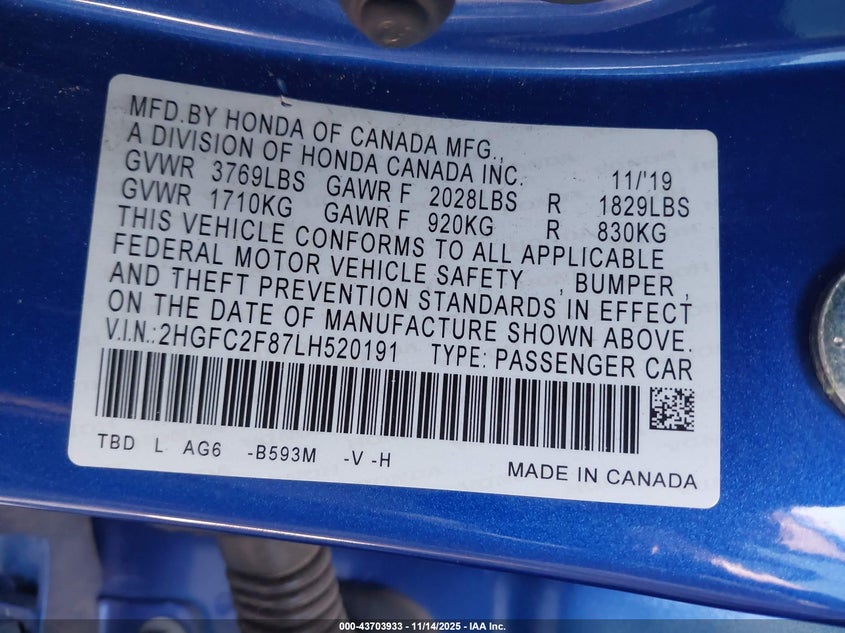 MFD.BY HONDA OF CANADA MFG.,
A DIVISION OF HONDA CANADA INC. 11/'19
GVWR 3769LBS GAWR F 2028LBS R 1829LBS
GVWR 1710KG GAWR F 920KG R 830KG
THIS VEHICLE CONFORMS TO ALL APPLICABLE
FEDERAL MOTOR VEHICLE SAFETY , BUMPER ,
AND THEFT PREVENTION STANDARDS IN EFFECT
ON THE DATE OF MANUFACTURE SHOWN ABOVE.
V.I.N.: 2HGFC2F87LH520191 TYPE: PASSENGER CAR
TBD L AG6 -B593M -V -H
MADE IN CANADA
000-43703933 - 11/14/2025 - IAA Inc.